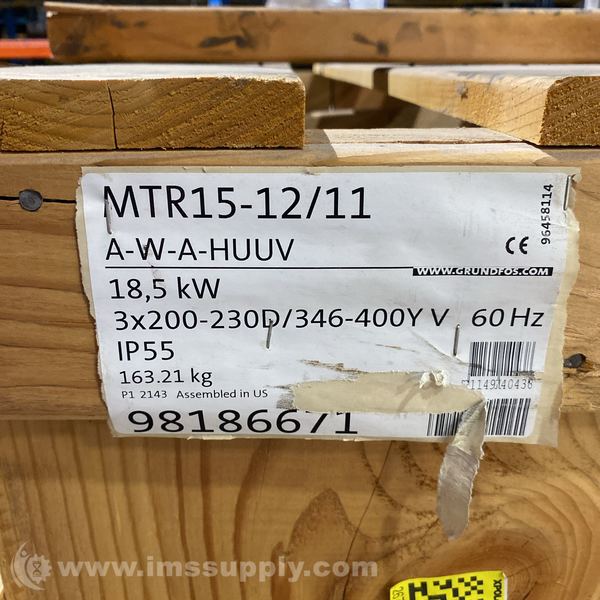 MTR15-12/11
A-W-A-HUUV
CE
96458114
WWW.GRUNDFOS.COM
18,5 kW
3x200-230D/346-400Y V 60 Hz
IP55
163.21 kg
P1 2143 Assembled in US
98186671
www.imssupply.com